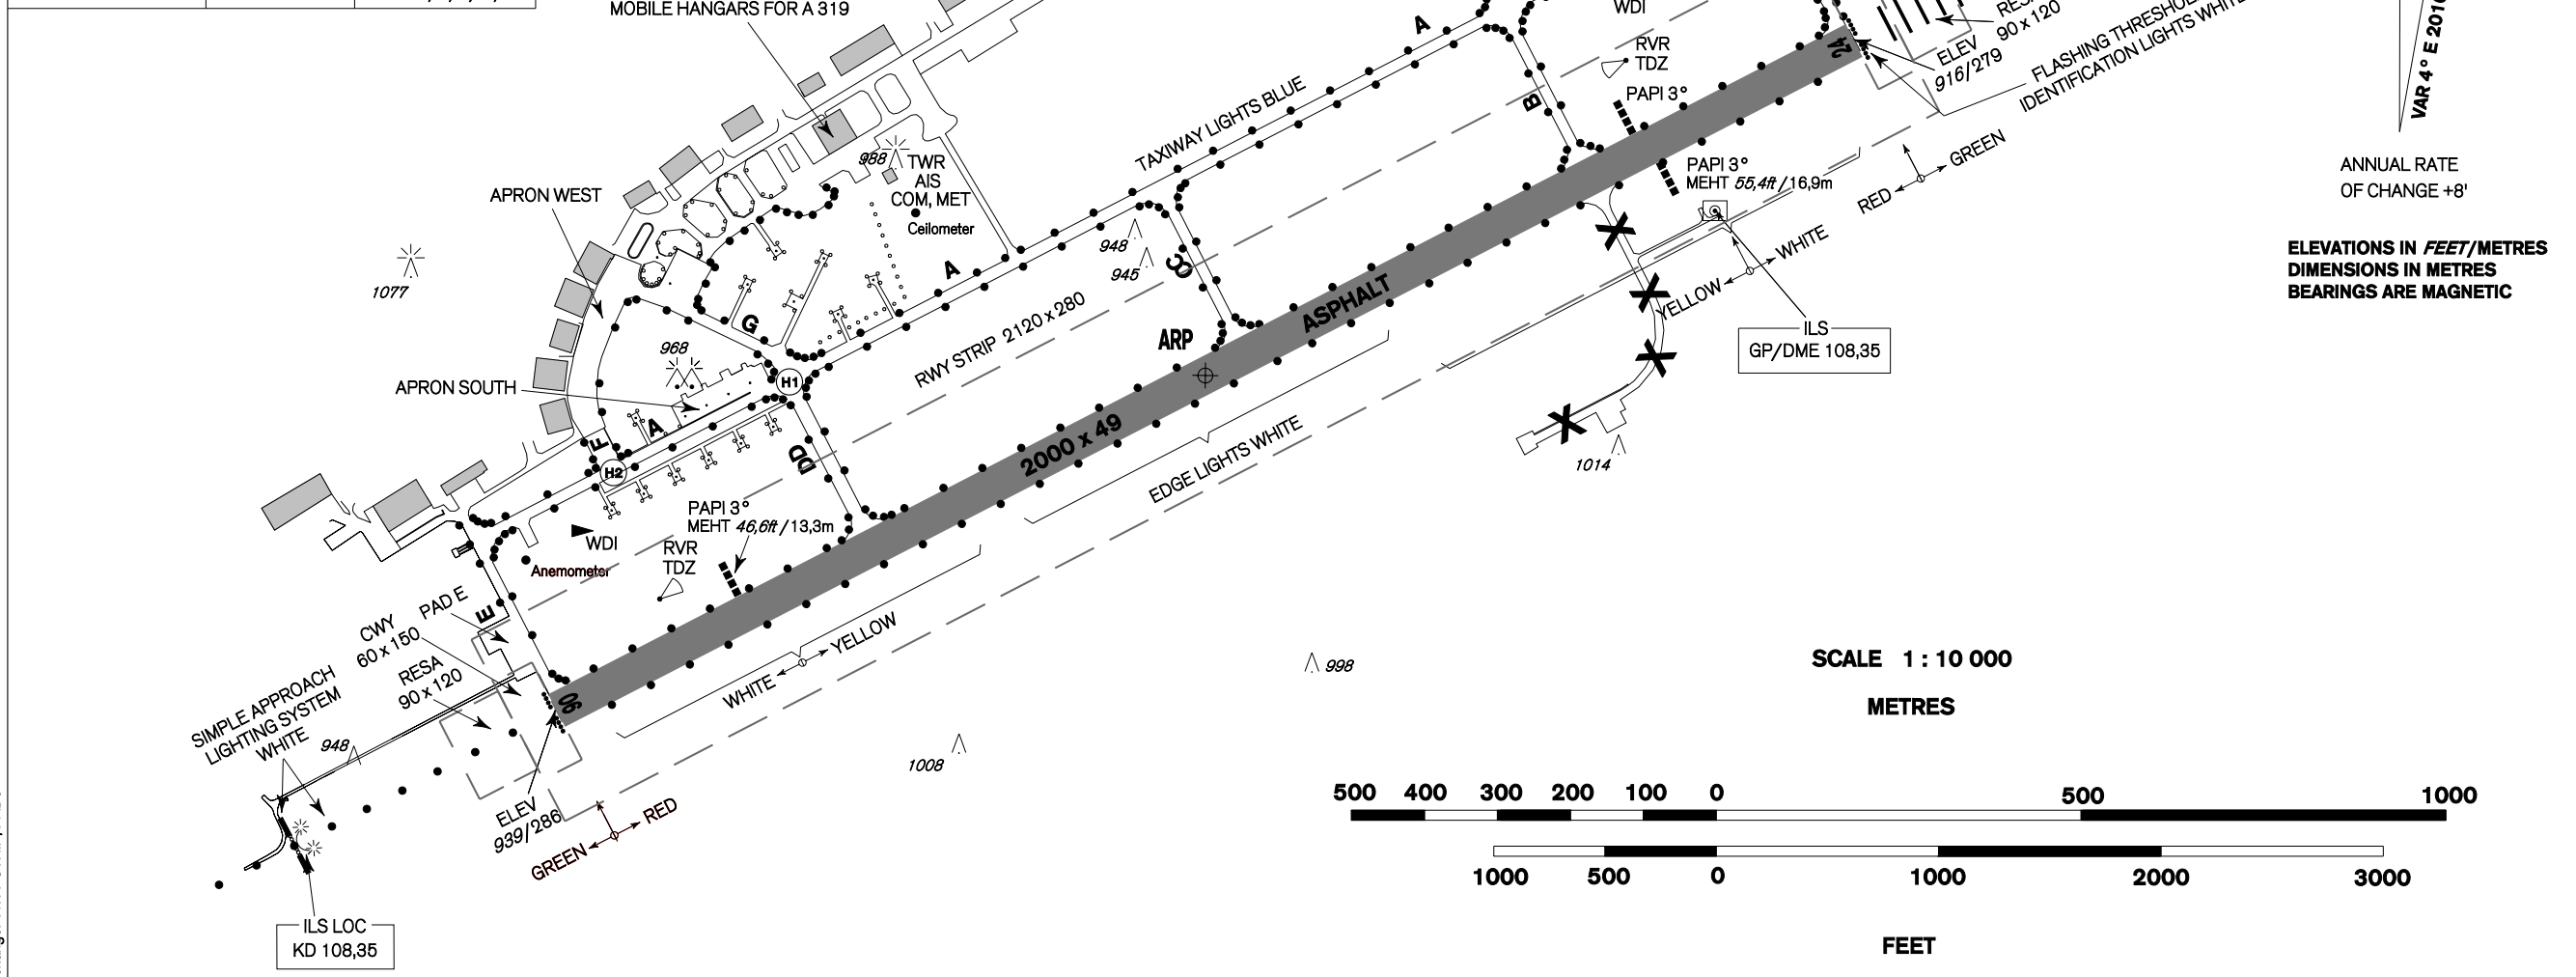 MOBILE HANGARS FOR A 319
WDI
RVR
TDZ
PAPI 3°
A
B
24
RESA
90 x 120
ELEV
916/279
FLASHING THRESHOLD
IDENTIFICATION LIGHTS WHITE
VAR 4° E 2010
ANNUAL RATE
OF CHANGE +8'
ELEVATIONS IN FEET/METRES
DIMENSIONS IN METRES
BEARINGS ARE MAGNETIC
TAXIWAY LIGHTS BLUE
988
TWR
AIS
COM, MET
Ceilometer
APRON WEST
1077
948
945
A
G
968
APRON SOUTH
H1
RWY STRIP 2120 x 280
ARP
ASPHALT
PAPI 3°
MEHT 55,4ft / 16,9m
RED
GREEN
YELLOW
WHITE
ILS
GP/DME 108,35
1014
F
A
H2
DD
2000 x 49
EDGE LIGHTS WHITE
PAPI 3°
MEHT 46,6ft / 13,3m
WDI
RVR
TDZ
Anemometer
E
PAD E
CWY
60 x 150
RESA
90 x 120
SIMPLE APPROACH
LIGHTING SYSTEM
WHITE
948
06
WHITE
YELLOW
998
1008
ELEV
939/286
GREEN
RED
ILS LOC
KD 108,35
SCALE 1 : 10 000
METRES
500 400 300 200 100 0 500 1000
1000 500 0 1000 2000 3000
FEET